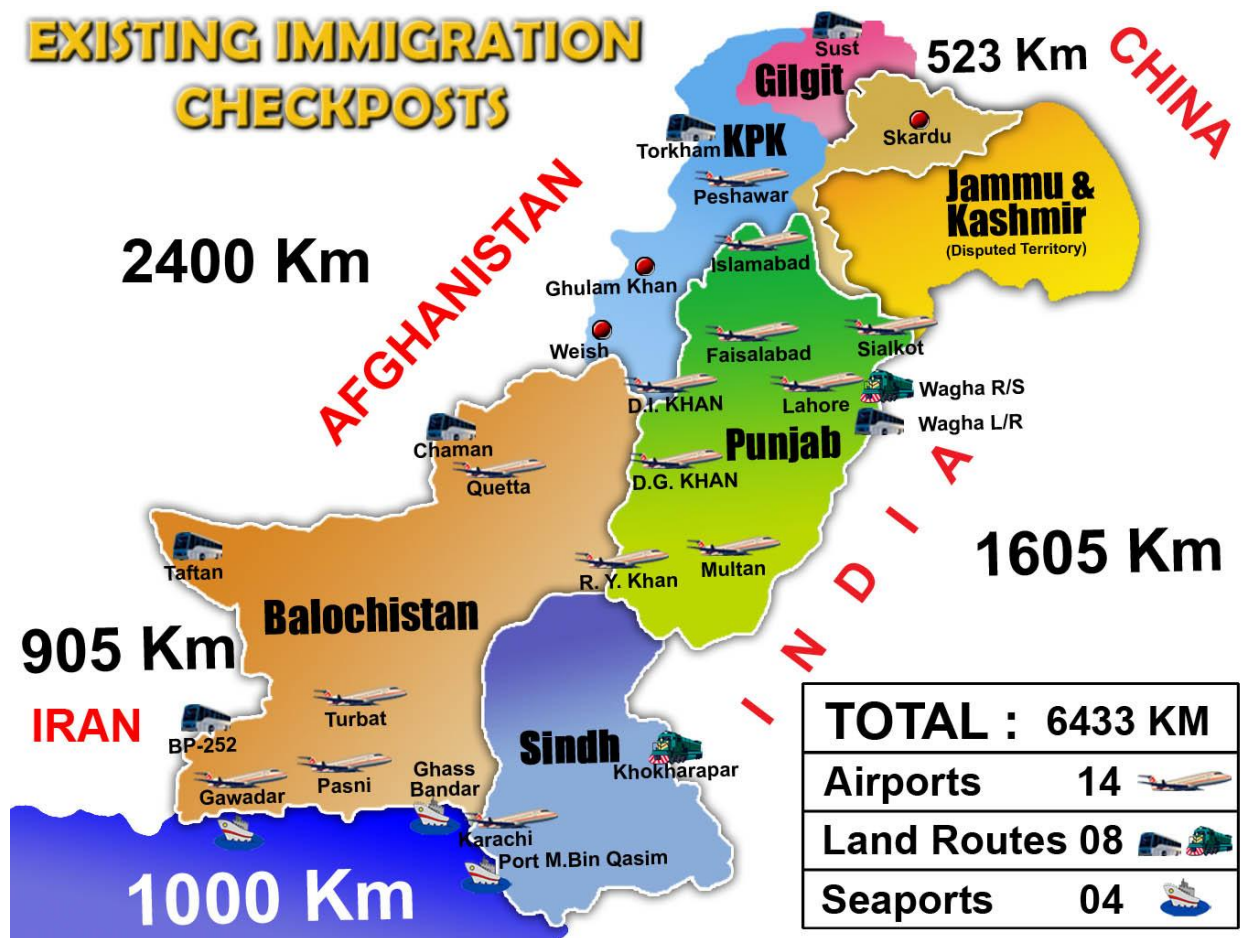 EXISTING IMMIGRATION
CHECKPOSTS
Sust
Gilgit
523 Km
CHINA
Torkham
KPK
Skardu
Peshawar
Jammu &
Kashmir
(Disputed Territory)
2400 Km
AFGHANISTAN
Islamabad
Ghulam Khan
Weish
Faisalabad
Sialkot
D.I. KHAN
Lahore
Wagha R/S
Wagha L/R
Chaman
Quetta
D.G. KHAN
Punjab
INDIA
1605 Km
Taftan
R. Y. Khan
Multan
Balochistan
905 Km
IRAN
BP-252
Turbat
Sindh
Khokharapar
Gawadar
Pasni
Ghass
Bandar
Karachi
Port M.Bin Qasim
1000 Km
TOTAL : 6433 KM
Airports 14
Land Routes 08
Seaports 04